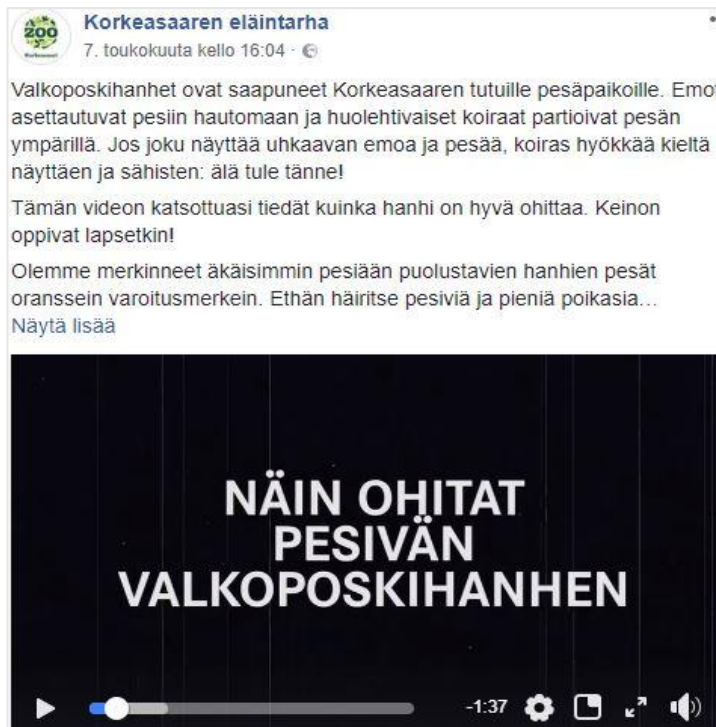 ZOO
Korkeasaari
Korkeasaaren eläintarha
7. toukokuuta kello 16:04 ·
Valkoposkihanhet ovat saapuneet Korkeasaaren tutuille pesäpaikoille. Emot
asettautuvat pesiin hautomaan ja huolehtivaiset koiraat partioivat pesän
ympärillä. Jos joku näyttää uhkaavan emoa ja pesää, koiras hyökkää kieltä
näyttäen ja sähisten: älä tule tänne!
Tämän videon katsottuasi tiedät kuinka hanhi on hyvä ohittaa. Keinon
oppivat lapsetkin!
Olemme merkinneet äkäisimmin pesiään puolustavien hanhien pesät
oranssein varoitusmerkein. Ethän häiritse pesiviä ja pieniä poikasia…
Näytä lisää
NÄIN OHITAT
PESIVÄN
VALKOPOSKIHANHEN
-1:37